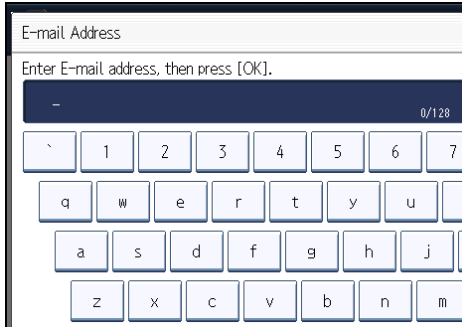 E-mail Address
Enter E-mail address, then press [OK].
_
0/128
` 1 2 3 4 5 6 7
q w e r t y u
a s d f g h j
z x c v b n m